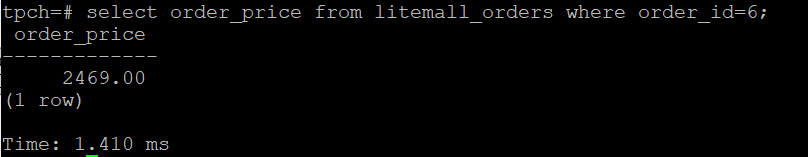 tpch=# select order_price from litemall_orders where order_id=6;
 order_price
-------------
     2469.00
(1 row)

Time: 1.410 ms